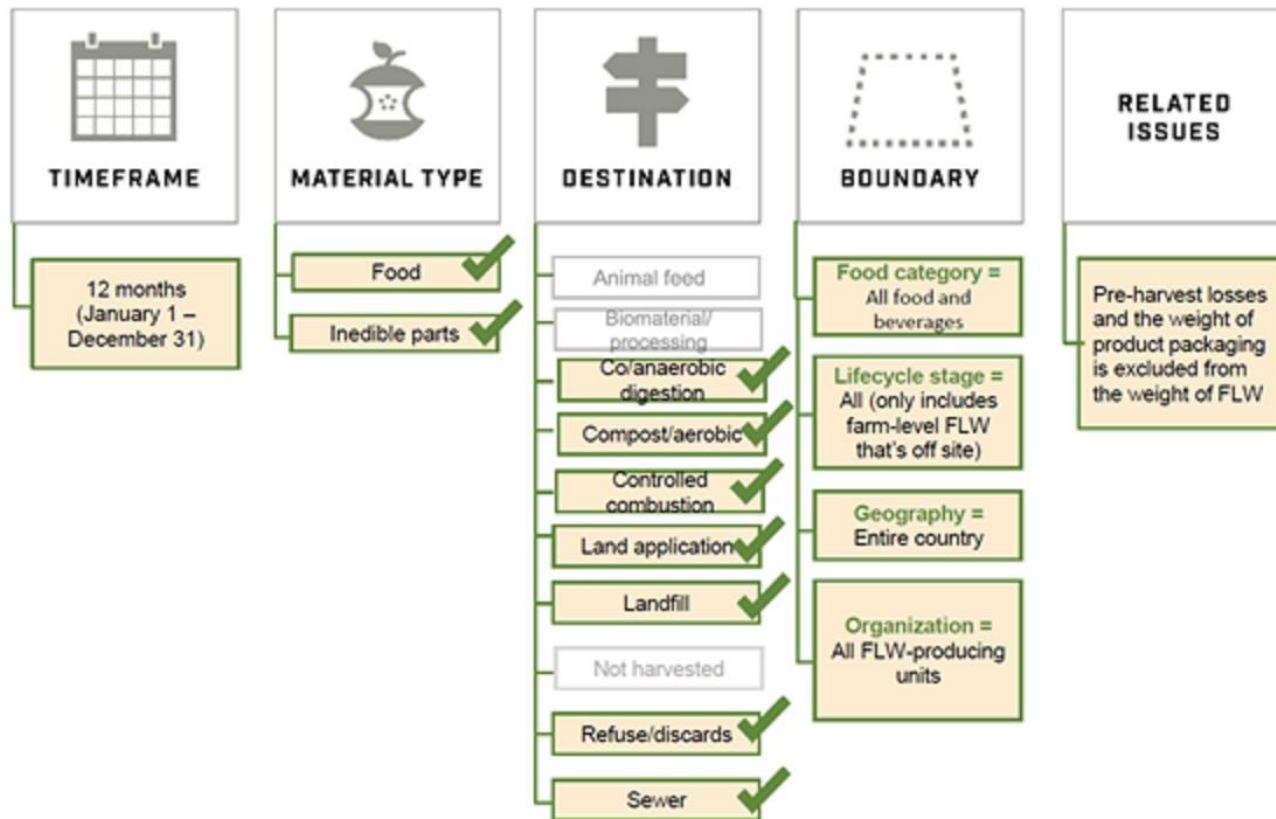 TIMEFRAME
12 months
(January 1 –
December 31)
MATERIAL TYPE
Food
Inedible parts
DESTINATION
Animal feed
Biomaterial/
processing
Co/anaerobic
digestion
Compost/aerobic
Controlled
combustion
Land application
Landfill
Not harvested
Refuse/discards
Sewer
BOUNDARY
Food category =
All food and
beverages
Lifecycle stage =
All (only includes
farm-level FLW
that's off site)
Geography =
Entire country
Organization =
All FLW-producing
units
RELATED
ISSUES
Pre-harvest losses
and the weight of
product packaging
is excluded from
the weight of FLW